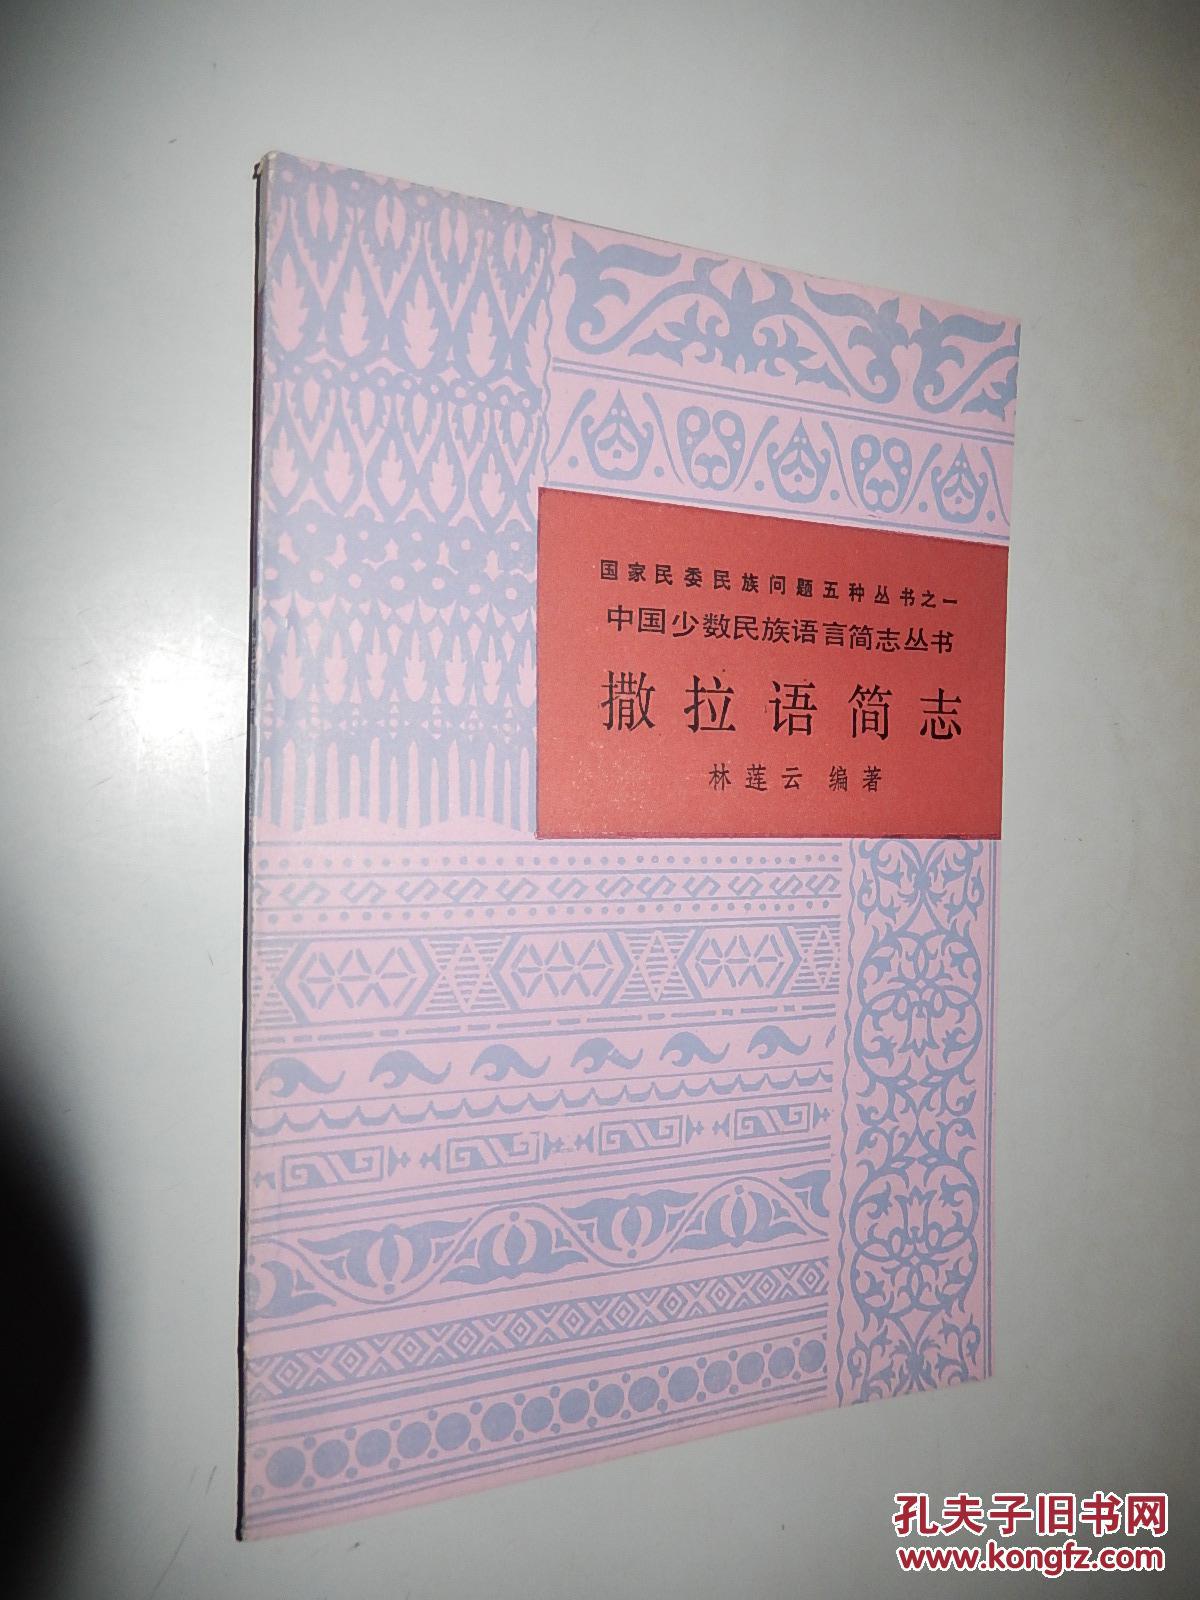 国家民委民族问题五种丛书之一
中国少数民族语言简志丛书
撒拉语简志
林莲云 编著
孔夫子旧书网
www.kongfz.com